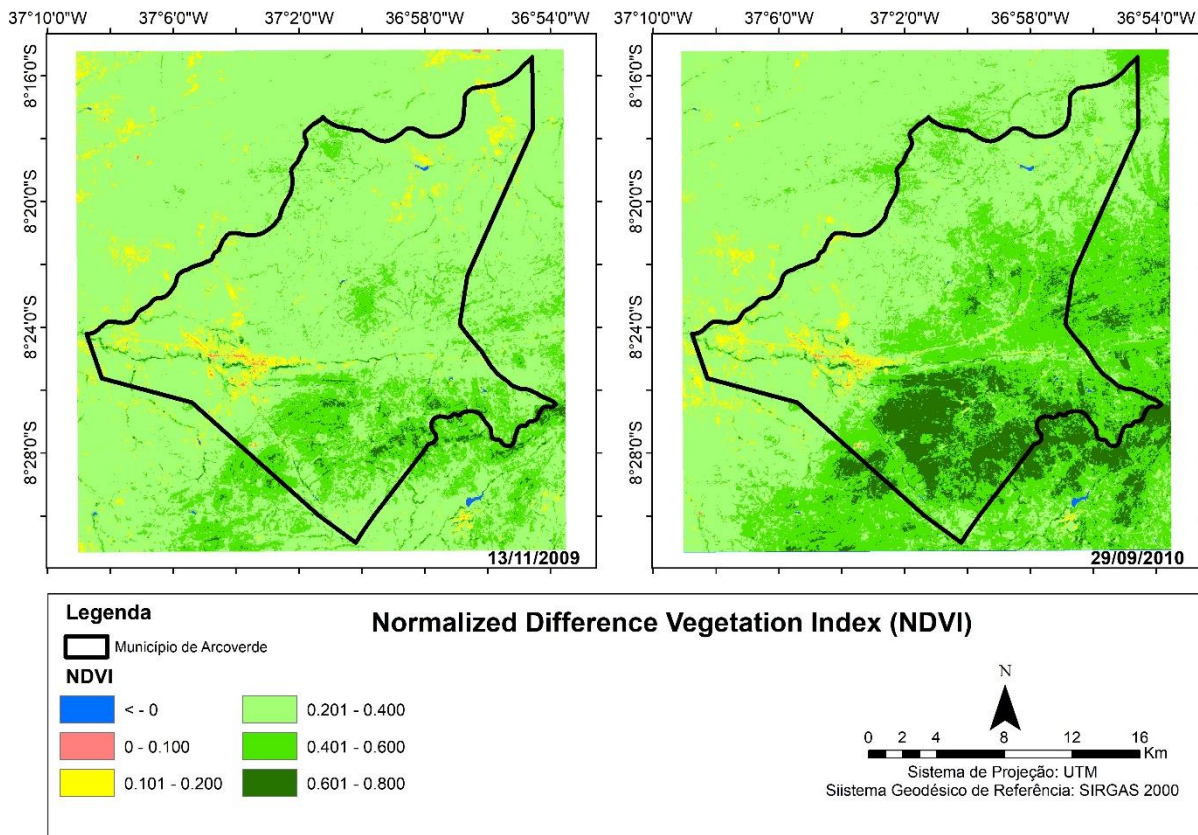 37°10'0"W 37°6'0"W 37°2'0"W 36°58'0"W 36°54'0"W
37°10'0"W 37°6'0"W 37°2'0"W 36°58'0"W 36°54'0"W
8°16'0"S
8°20'0"S
8°24'0"S
8°28'0"S
13/11/2009
8°16'0"S
8°20'0"S
8°24'0"S
8°28'0"S
29/09/2010
Legenda
Município de Arcoverde
NDVI
< - 0
0 - 0.100
0.101 - 0.200
0.201 - 0.400
0.401 - 0.600
0.601 - 0.800
Normalized Difference Vegetation Index (NDVI)
N
0 2 4 8 12 16
Km
Sistema de Projeção: UTM
Siistema Geodésico de Referência: SIRGAS 2000